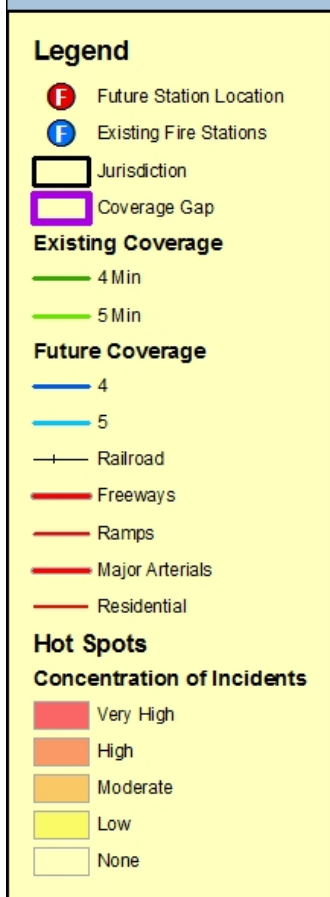 Legend
F Future Station Location
F Existing Fire Stations
Jurisdiction
Coverage Gap
Existing Coverage
4 Min
5 Min
Future Coverage
4
5
Railroad
Freeways
Ramps
Major Arterials
Residential
Hot Spots
Concentration of Incidents
Very High
High
Moderate
Low
None